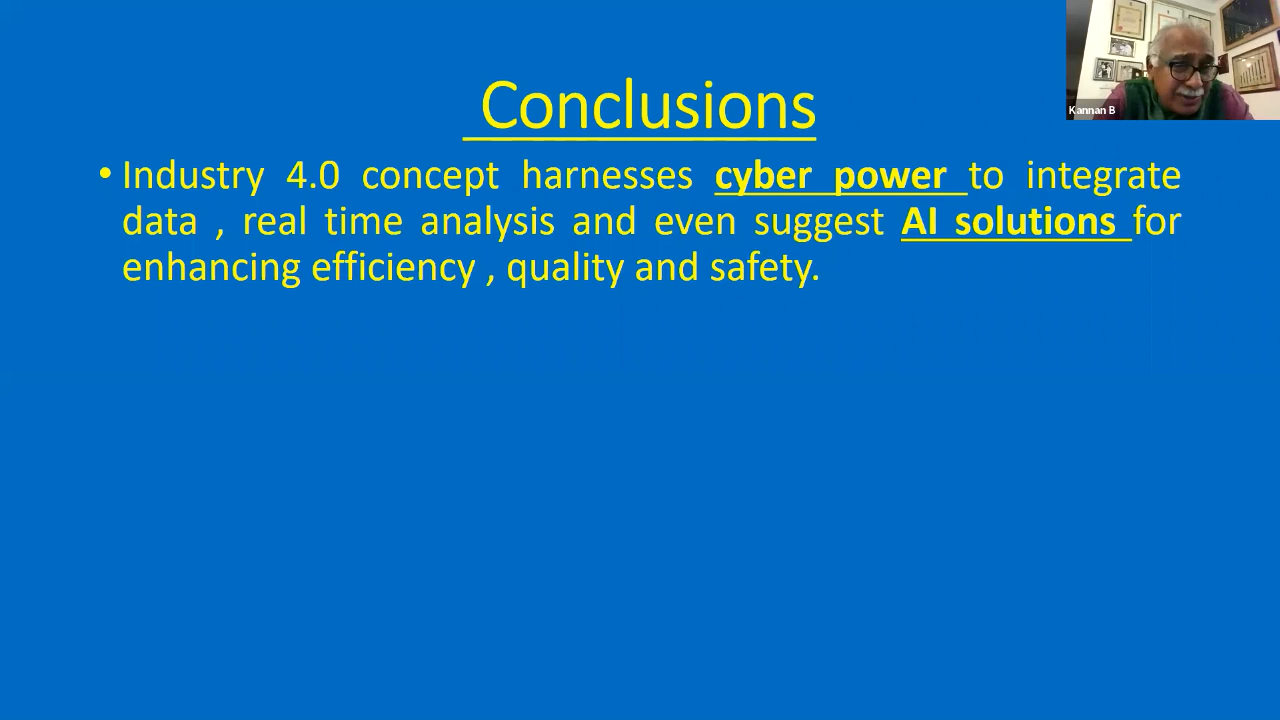 Conclusions
• Industry 4.0 concept harnesses cyber power to integrate
data , real time analysis and even suggest AI solutions for
enhancing efficiency , quality and safety.
Kannan B